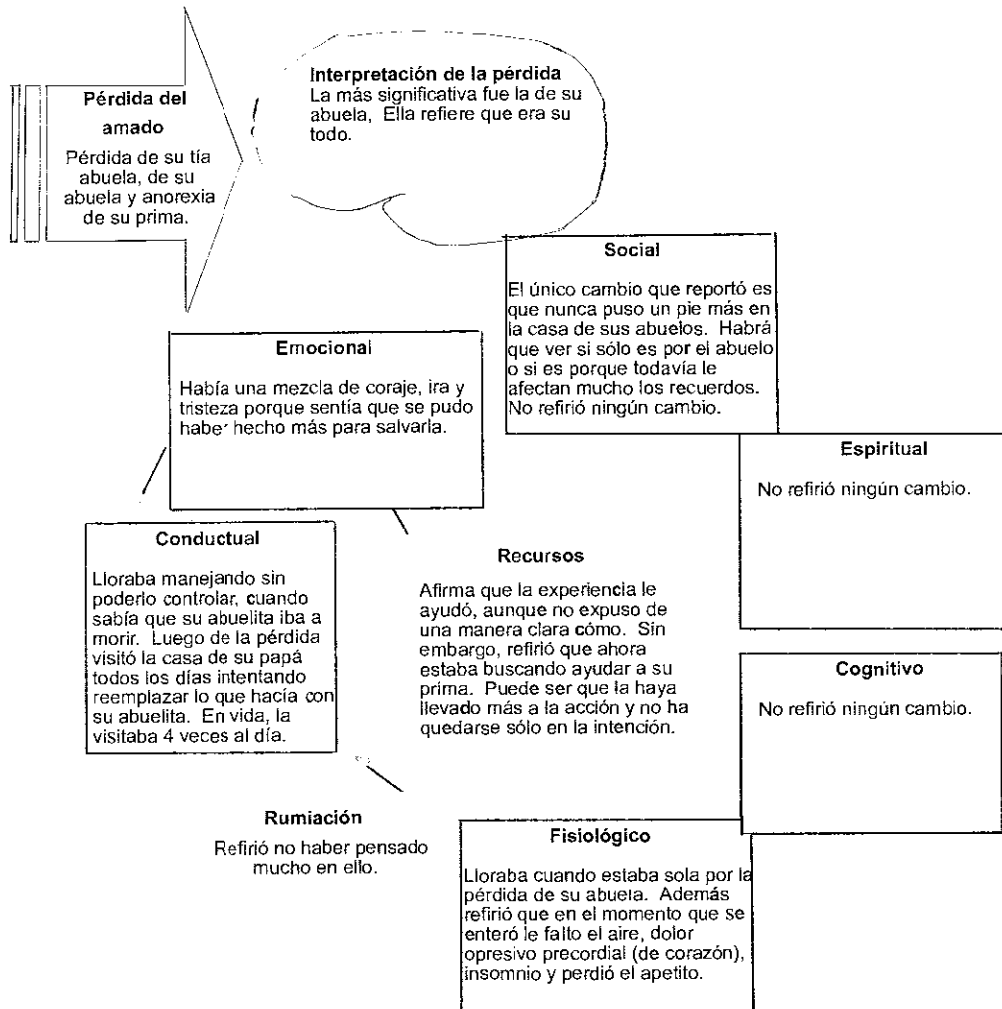 Pérdida del
amado
Pérdida de su tía
abuela, de su
abuela y anorexia
de su prima.
Interpretación de la pérdida
La más significativa fue la de su
abuela, Ella refiere que era su
todo.
Social
El único cambio que reportó es
que nunca puso un pie más en
la casa de sus abuelos. Habrá
que ver si sólo es por el abuelo
o si es porque todavía le
afectan mucho los recuerdos.
No refirió ningún cambio.
Emocional
Había una mezcla de coraje, ira y
tristeza porque sentía que se pudo
haber hecho más para salvarla.
Espiritual
No refirió ningún cambio.
Conductual
Lloraba manejando sin
poderlo controlar, cuando
sabía que su abuelita iba a
morir. Luego de la pérdida
visitó la casa de su papá
todos los días intentando
reemplazar lo que hacía con
su abuelita. En vida, la
visitaba 4 veces al día.
Recursos
Afirma que la experiencia le
ayudó, aunque no expuso de
una manera clara cómo. Sin
embargo, refirió que ahora
estaba buscando ayudar a su
prima. Puede ser que la haya
llevado más a la acción y no ha
quedarse sólo en la intención.
Cognitivo
No refirió ningún cambio.
Rumiación
Refirió no haber pensado
mucho en ello.
Fisiológico
Lloraba cuando estaba sola por la
pérdida de su abuela. Además
refirió que en el momento que se
enteró le falto el aire, dolor
opresivo precordial (de corazón),
insomnio y perdió el apetito.